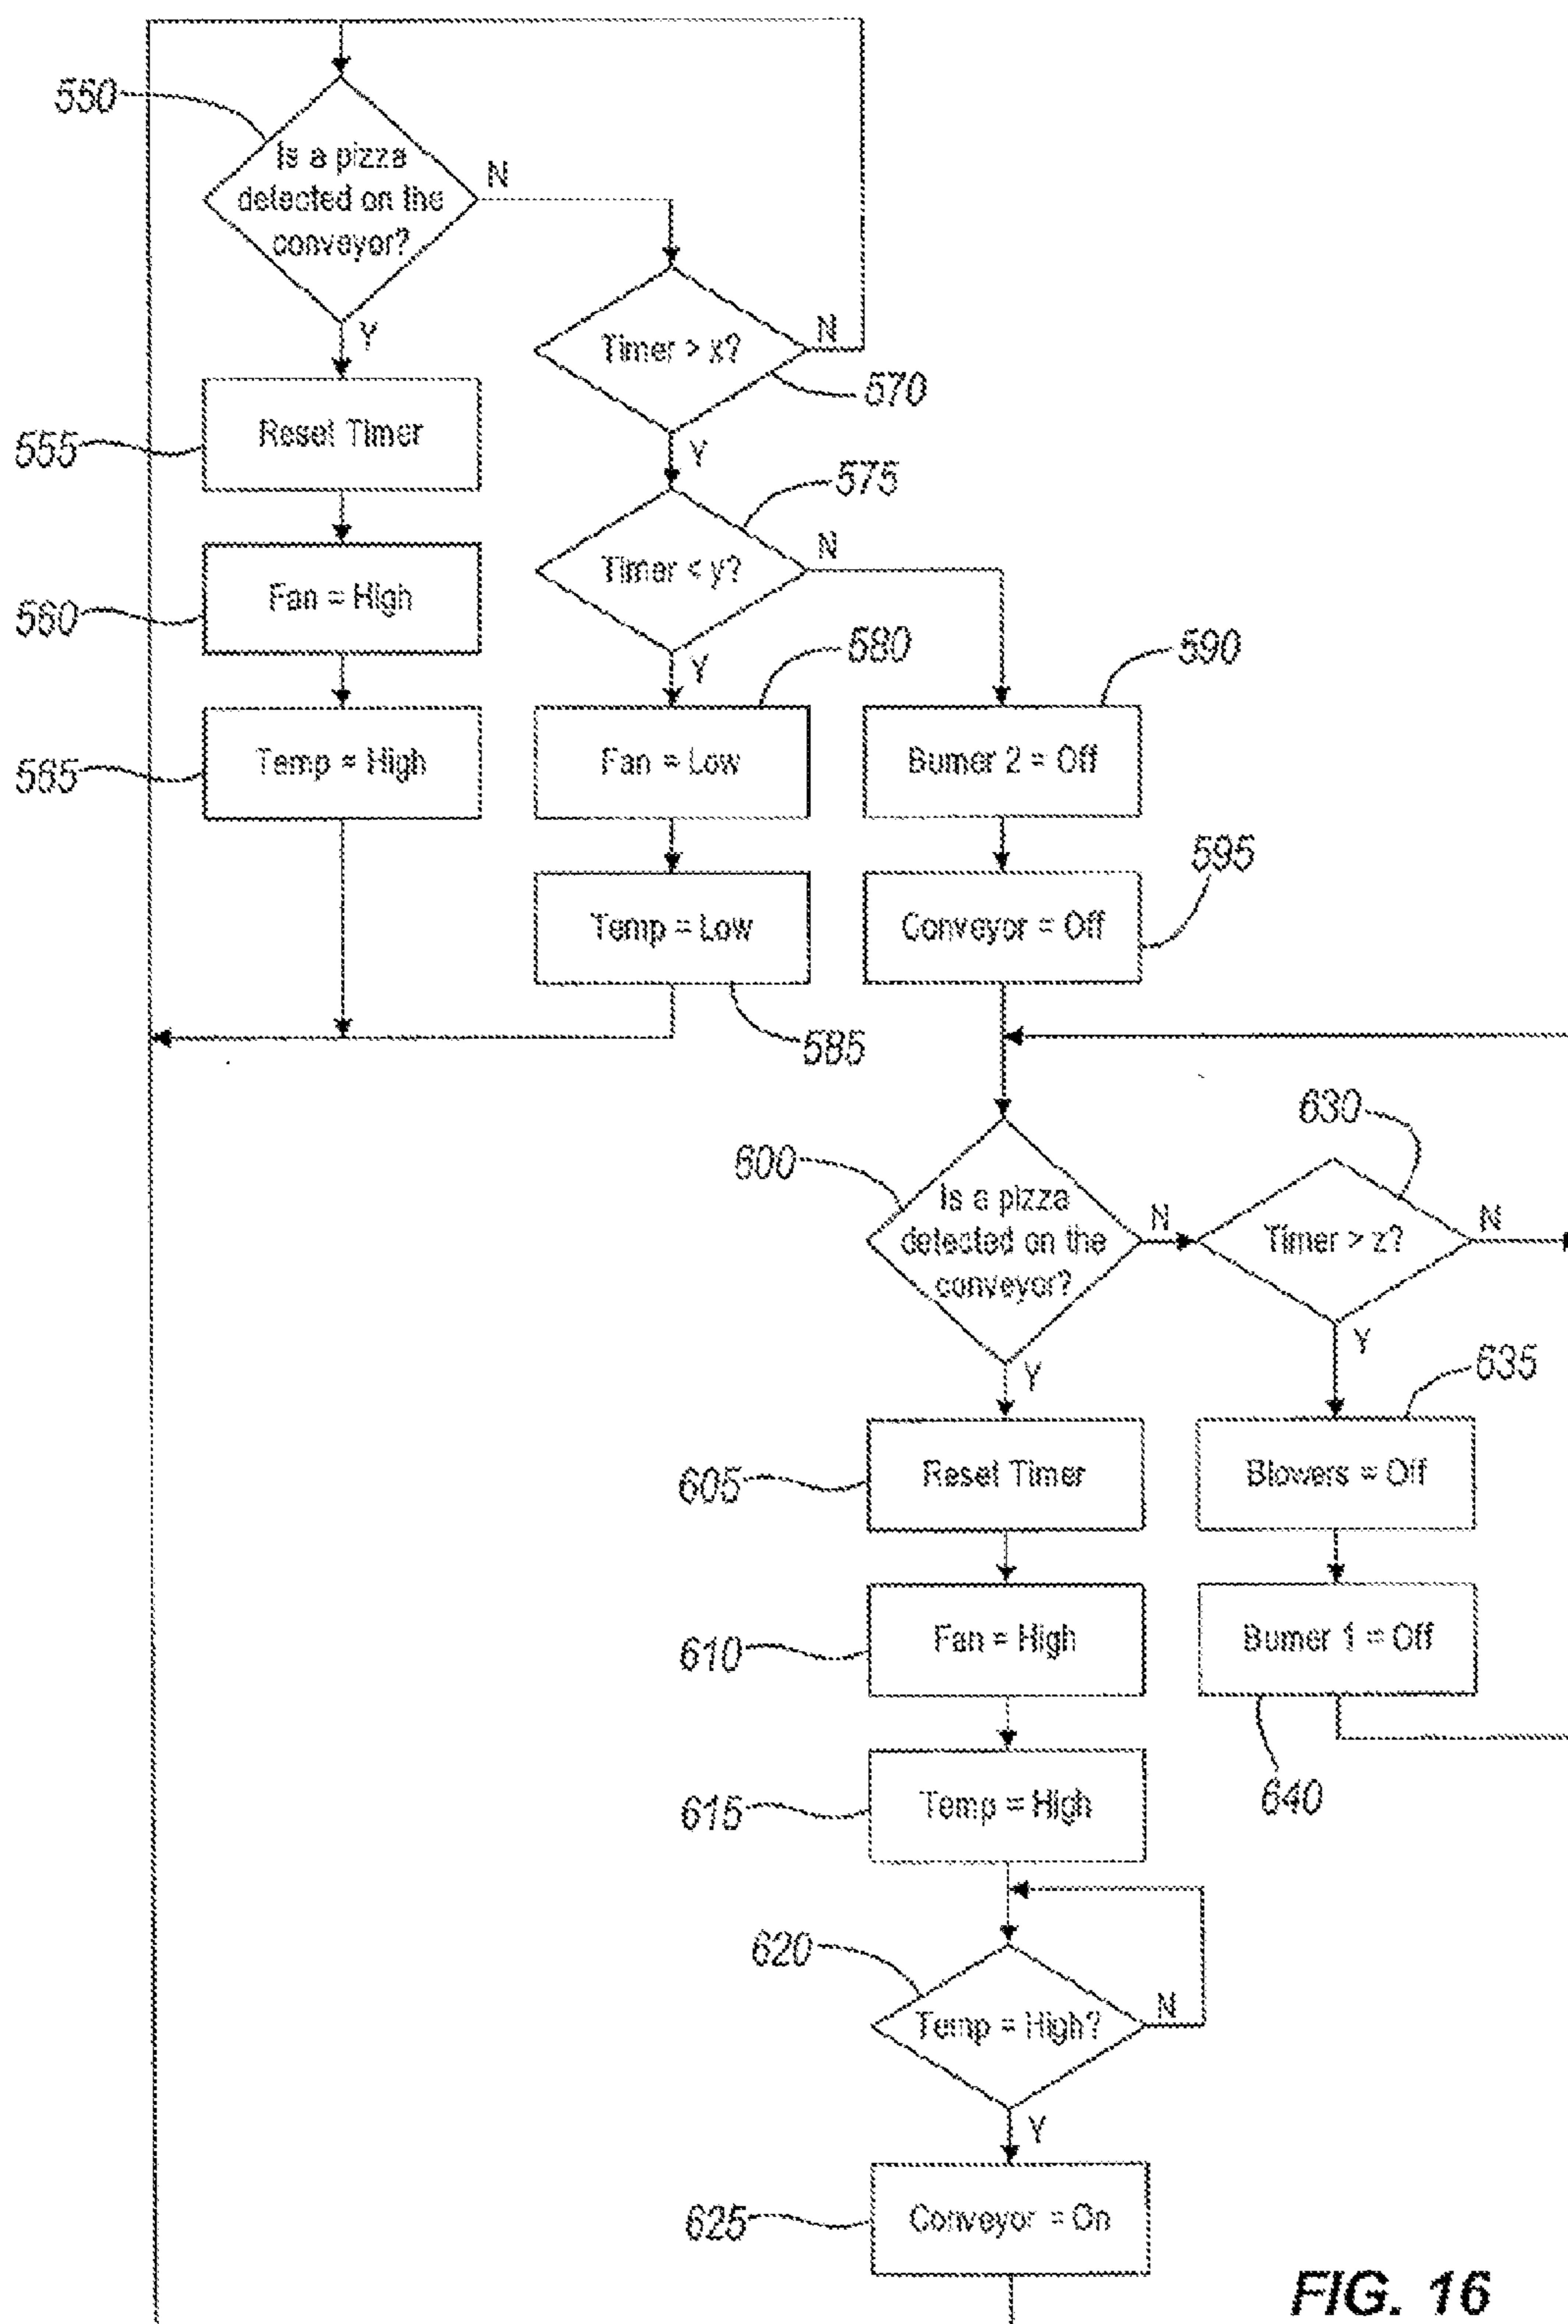 550
Is a pizza
detected on the
conveyor?
N
Y
Timer > x?
N
570
Y
555
Reset Timer
575
Timer < y?
N
Y
560
Fan = High
580
590
565
Temp = High
Fan = Low
Burner 2 = Off
595
Temp = Low
Conveyor = Off
585
630
600
Is a pizza
detected on the
conveyor?
N
Timer > z?
N
Y
Y
635
605
Reset Timer
Blowers = Off
610
Fan = High
Burner 1 = Off
615
Temp = High
640
620
Temp = High?
N
Y
625
Conveyor = On
FIG. 16